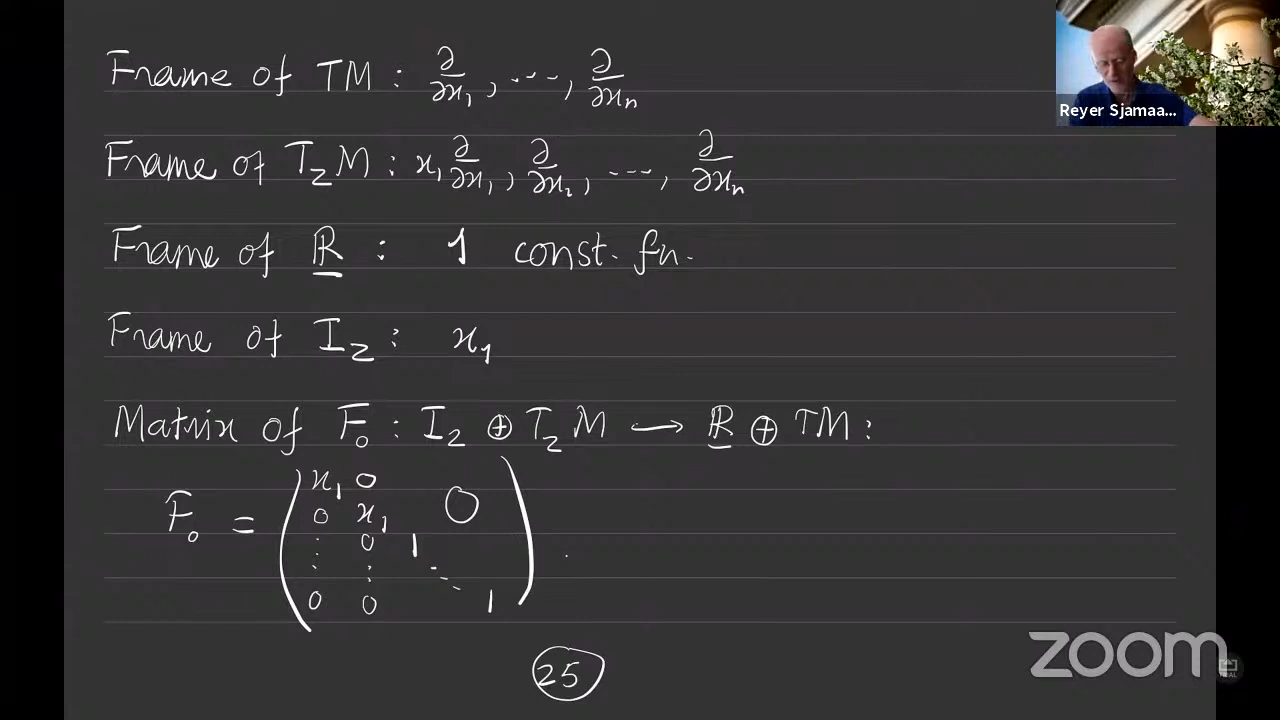 Frame of TM : ∂/∂x₁ , ⋯ , ∂/∂xₙ
Reyer Sjamaa...
Frame of T_Z M : x₁ ∂/∂x₁ , ∂/∂x₂ , ⋯ , ∂/∂xₙ
Frame of R : 1 const. fn.
Frame of I_Z : x₁
Matrix of F₀ : I_Z ⊕ T_Z M → R ⊕ TM :
x₁ 0
F₀ = ( 0 x₁ 0 )
⋮ 0 1
⋮ ⋮ ⋱
0 0 1
25
zoom
TRIAL